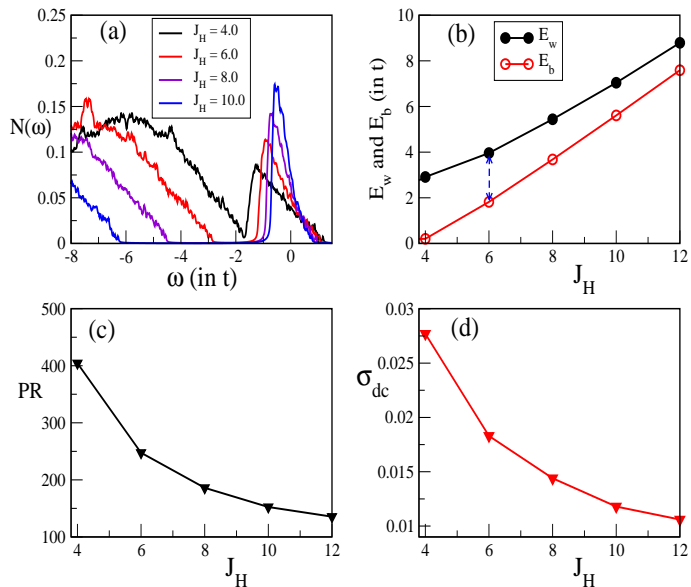 (a)
J_H = 4.0
J_H = 6.0
J_H = 8.0
J_H = 10.0
N(ω)
0.25
0.2
0.15
0.1
0.05
0
-8 -6 -4 -2 0
ω (in t)
(b)
E_w
E_b
E_w and E_b (in t)
10
8
6
4
2
0
4 6 8 10 12
J_H
(c)
PR
500
400
300
200
100
4 6 8 10 12
J_H
(d)
σ_dc
0.03
0.025
0.02
0.015
0.01
4 6 8 10 12
J_H